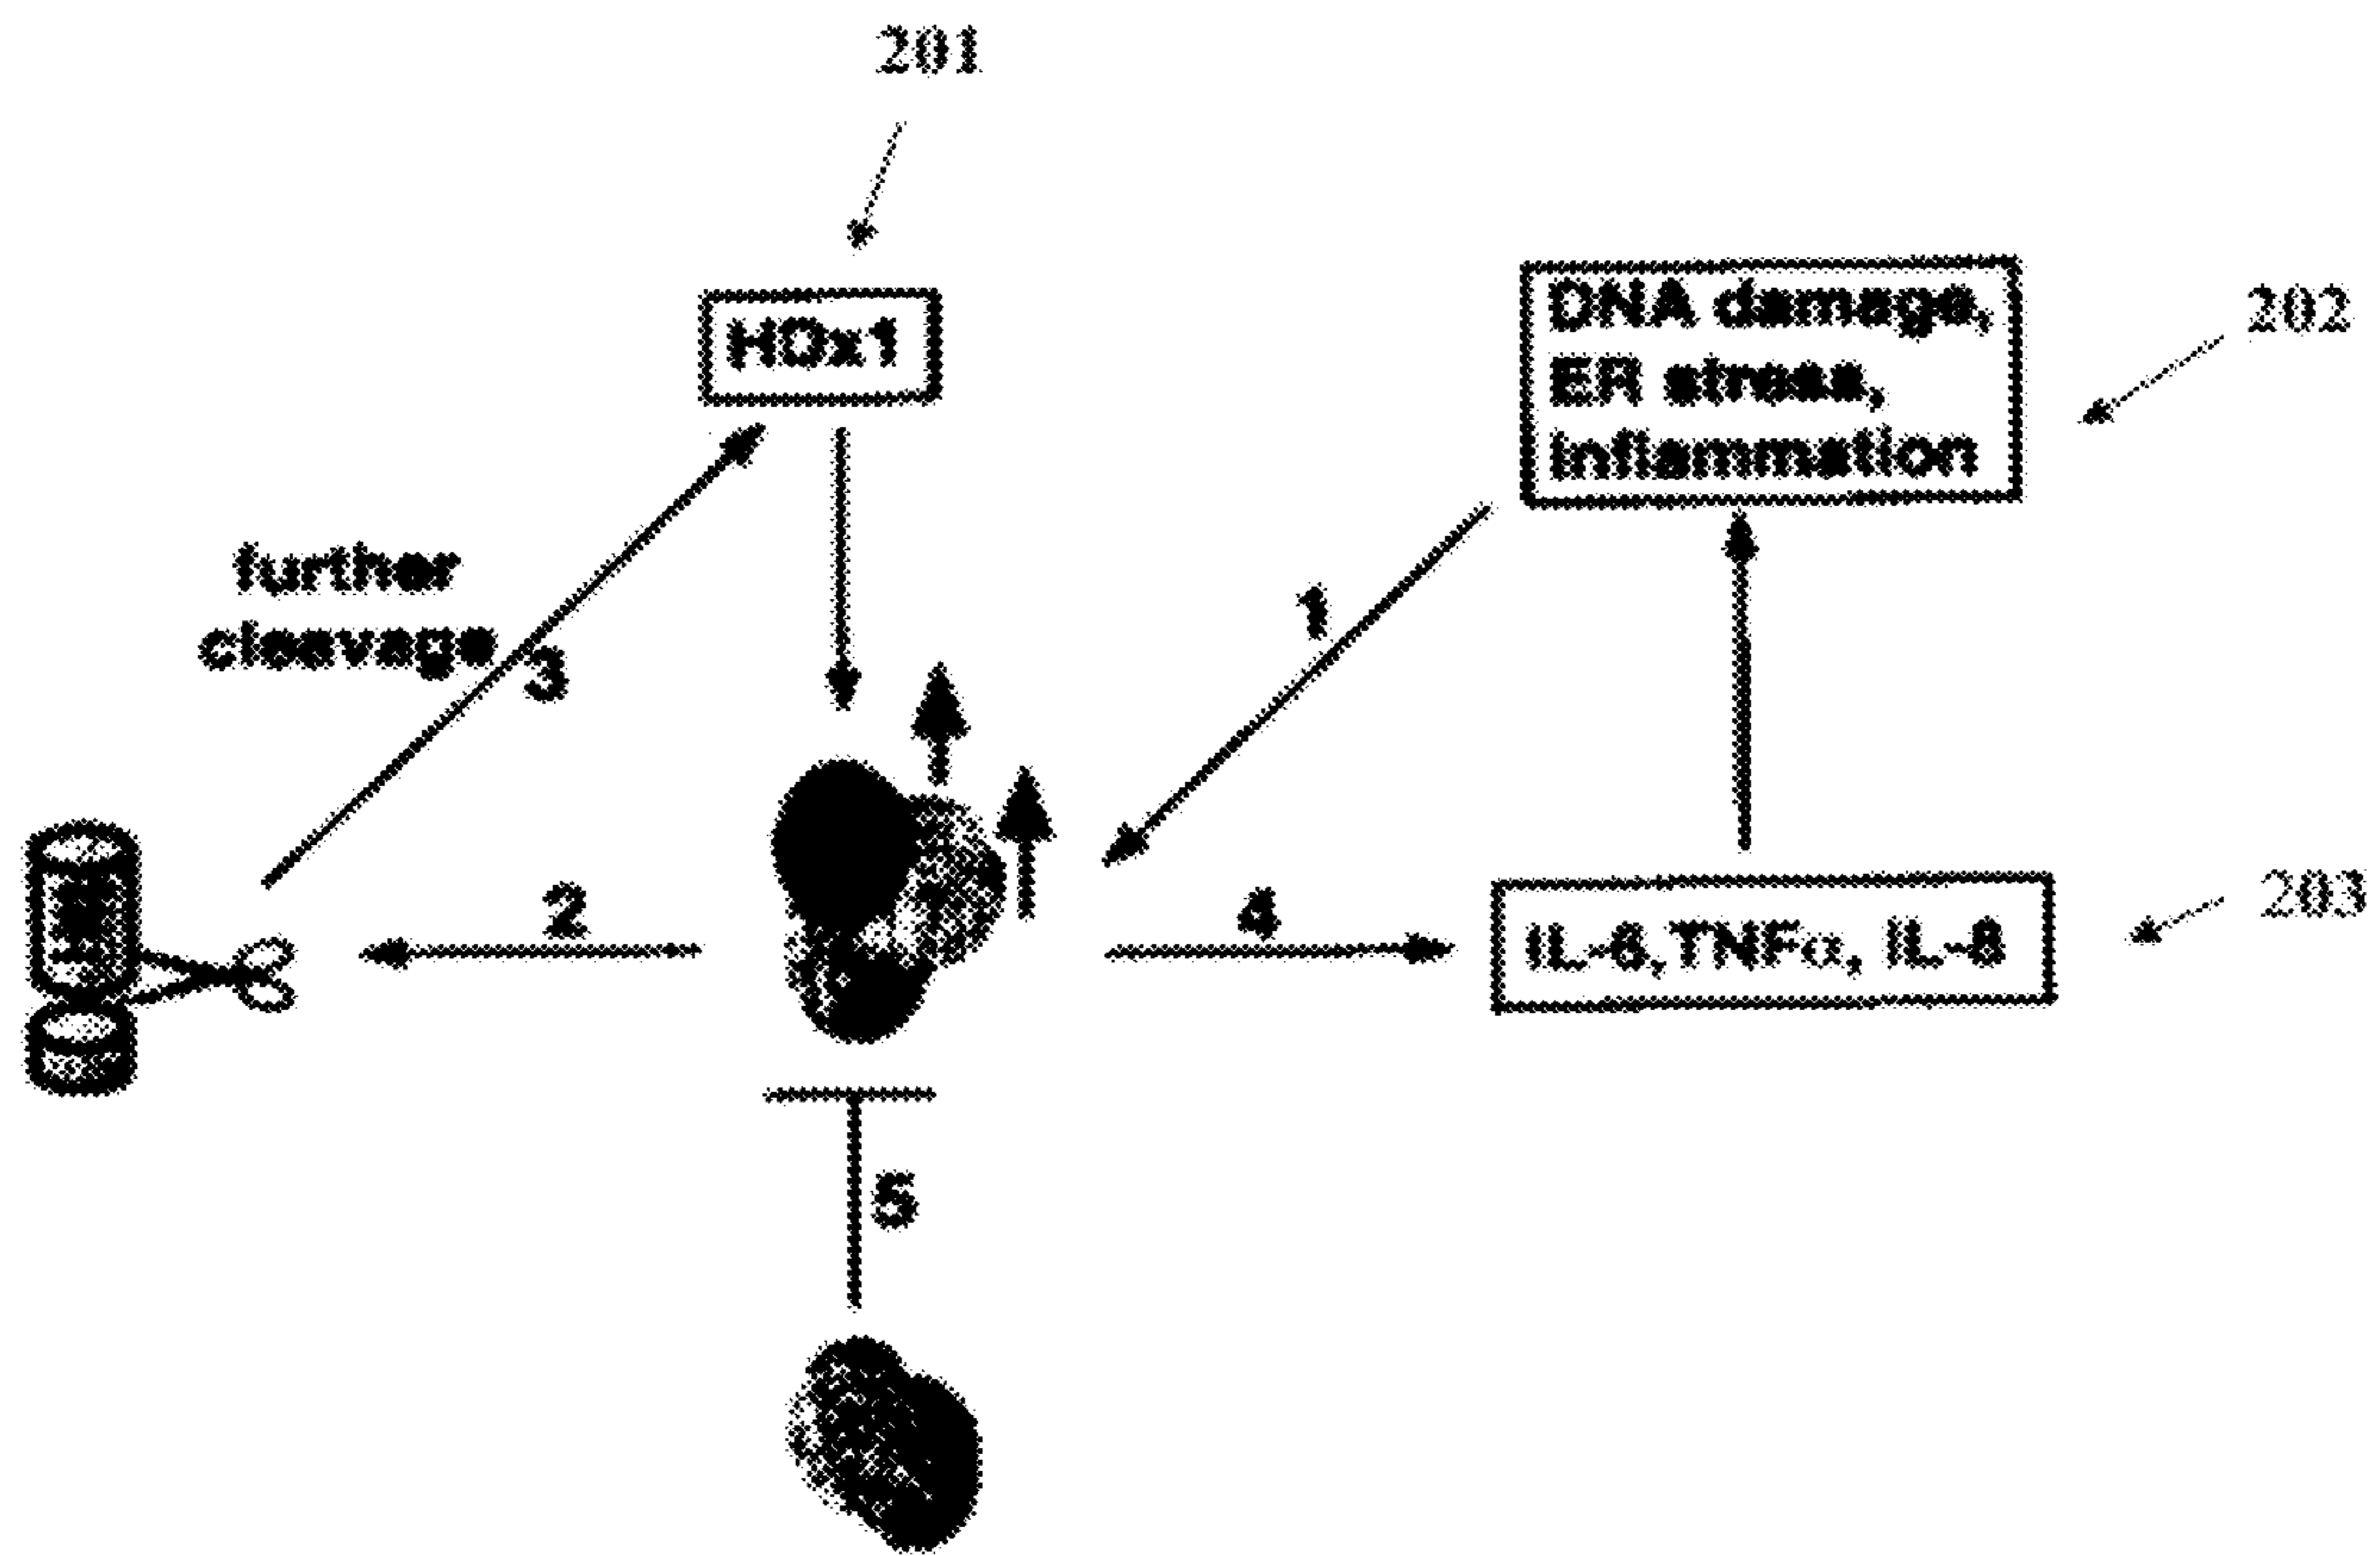 201
HOx1
DNA damage,
ER stress,
Inflammation
202
further
cleavage
3
1
2
4
IL-6, TNFα, IL-8
203
5